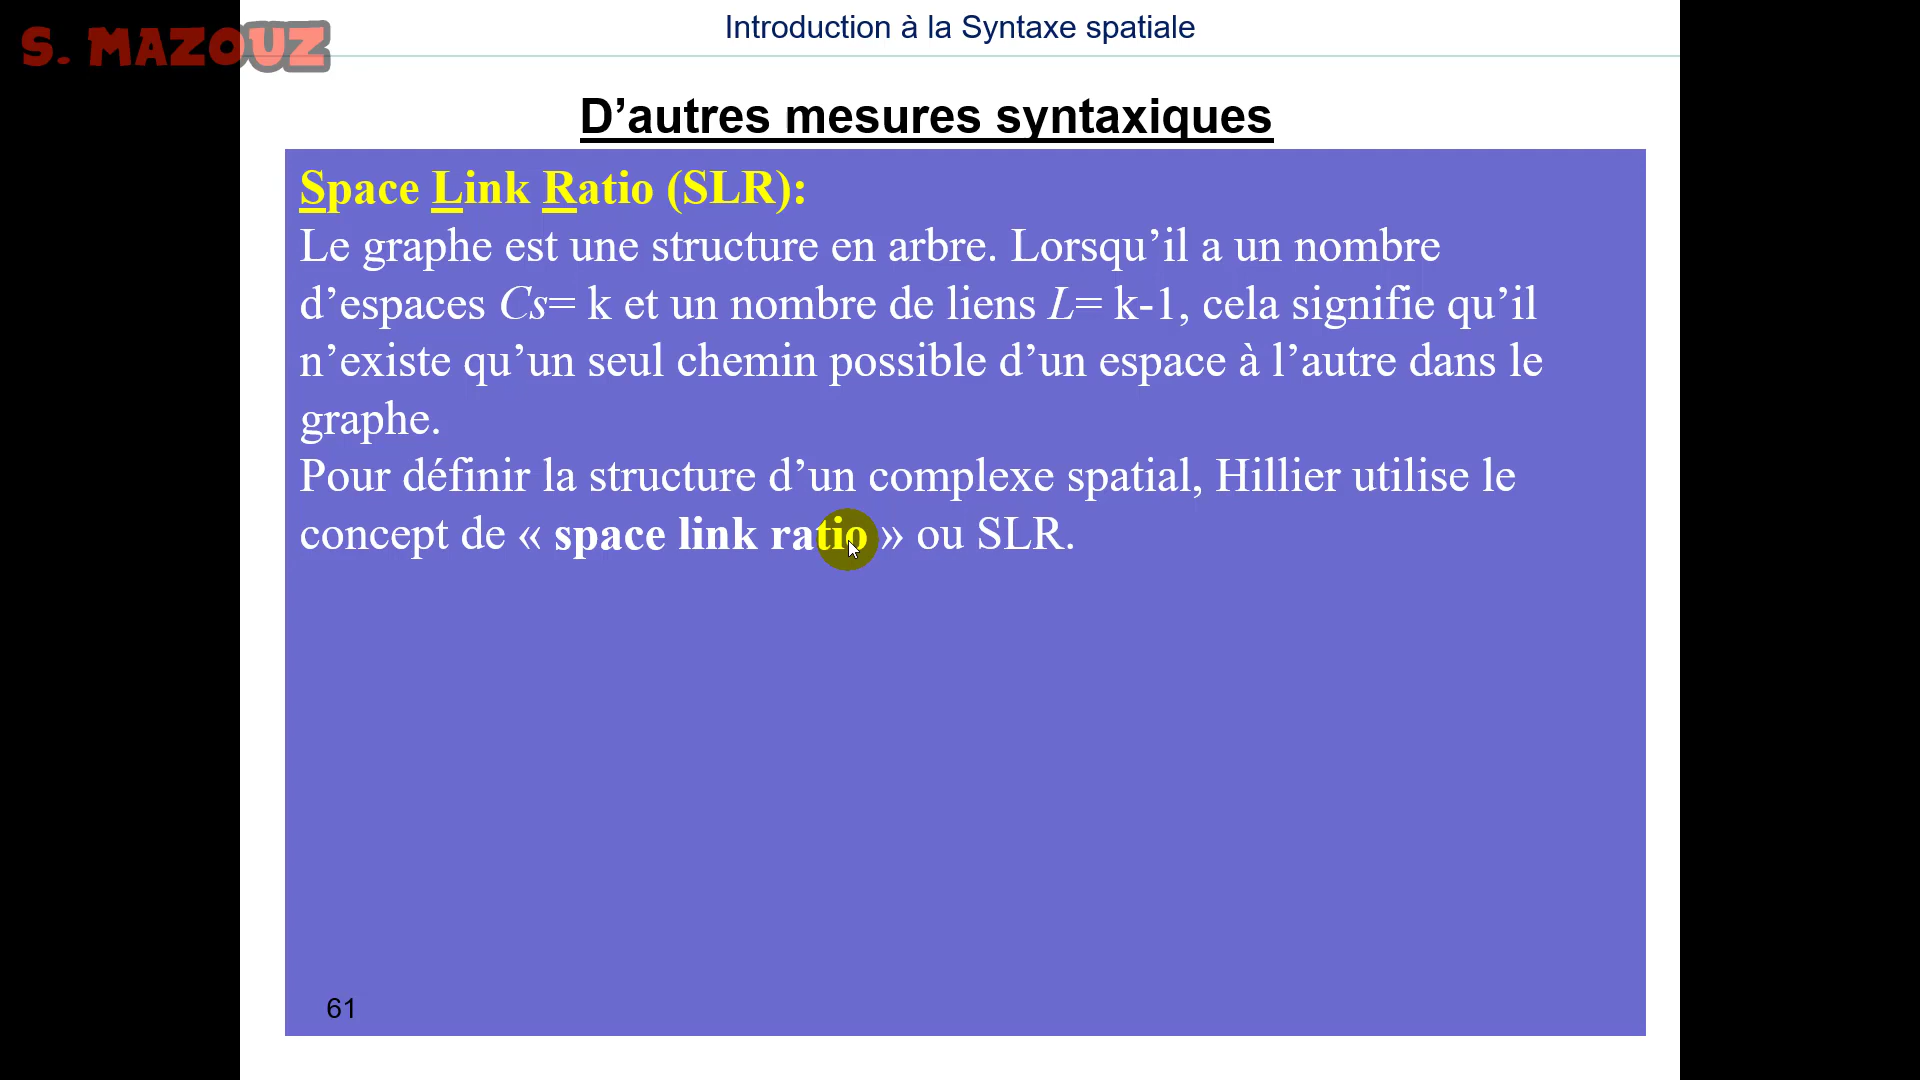 S. MAZOUZ
Introduction à la Syntaxe spatiale
D’autres mesures syntaxiques
Space Link Ratio (SLR):
Le graphe est une structure en arbre. Lorsqu’il a un nombre
d’espaces Cs= k et un nombre de liens L= k-1, cela signifie qu’il
n’existe qu’un seul chemin possible d’un espace à l’autre dans le
graphe.
Pour définir la structure d’un complexe spatial, Hillier utilise le
concept de « space link ratio » ou SLR.
61